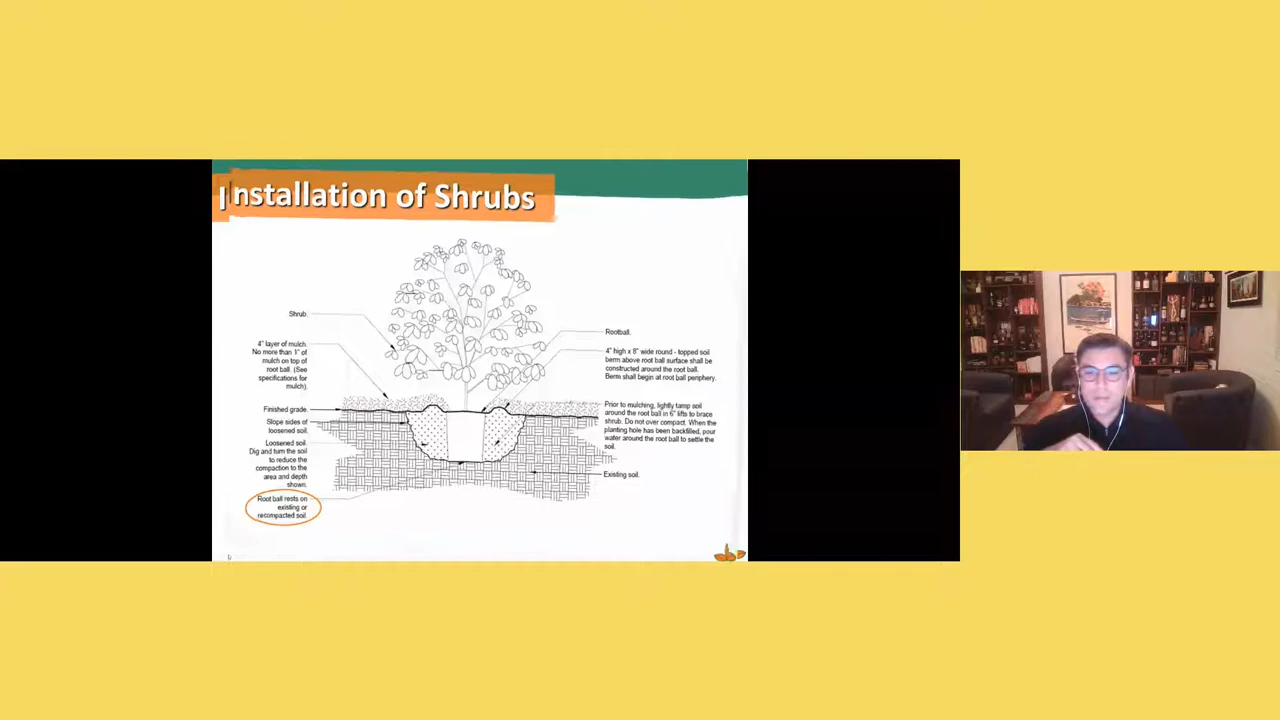 Installation of Shrubs
Shrub.
4" layer of mulch.
No more than 1" of
mulch on top of
root ball. (See
specifications for
mulch).
Finished grade.
Slope sides of
loosened soil.
Loosened soil.
Dig and turn the soil
to reduce the
compaction to the
area and depth
shown.
Root ball rests on
existing or
recompacted soil.
Rootball.
4" high x 8" wide round - topped soil
berm above root ball surface shall be
constructed around the root ball.
Berm shall begin at root ball periphery.
Prior to mulching, lightly tamp soil
around the root ball in 6" lifts to brace
shrub. Do not over compact. When the
planting hole has been backfilled, pour
water around the root ball to settle the
soil.
Existing soil.